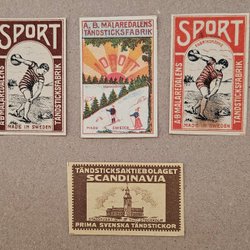 SPORT
A.B. MÄLAREDALENS
TÄNDSTICKSFABRIK
MADE IN SWEDEN
A.B. MÄLAREDALENS
TÄNDSTICKSFABRIK
SPORT
MADE SWEDEN
SPORT
A.B. MÄLAREDALENS
TÄNDSTICKSFABRIK
MADE IN SWEDEN
TÄNDSTICKSAKTIEBOLAGET
SCANDINAVIA
PRIMA SVENSKA TÄNDSTICKOR